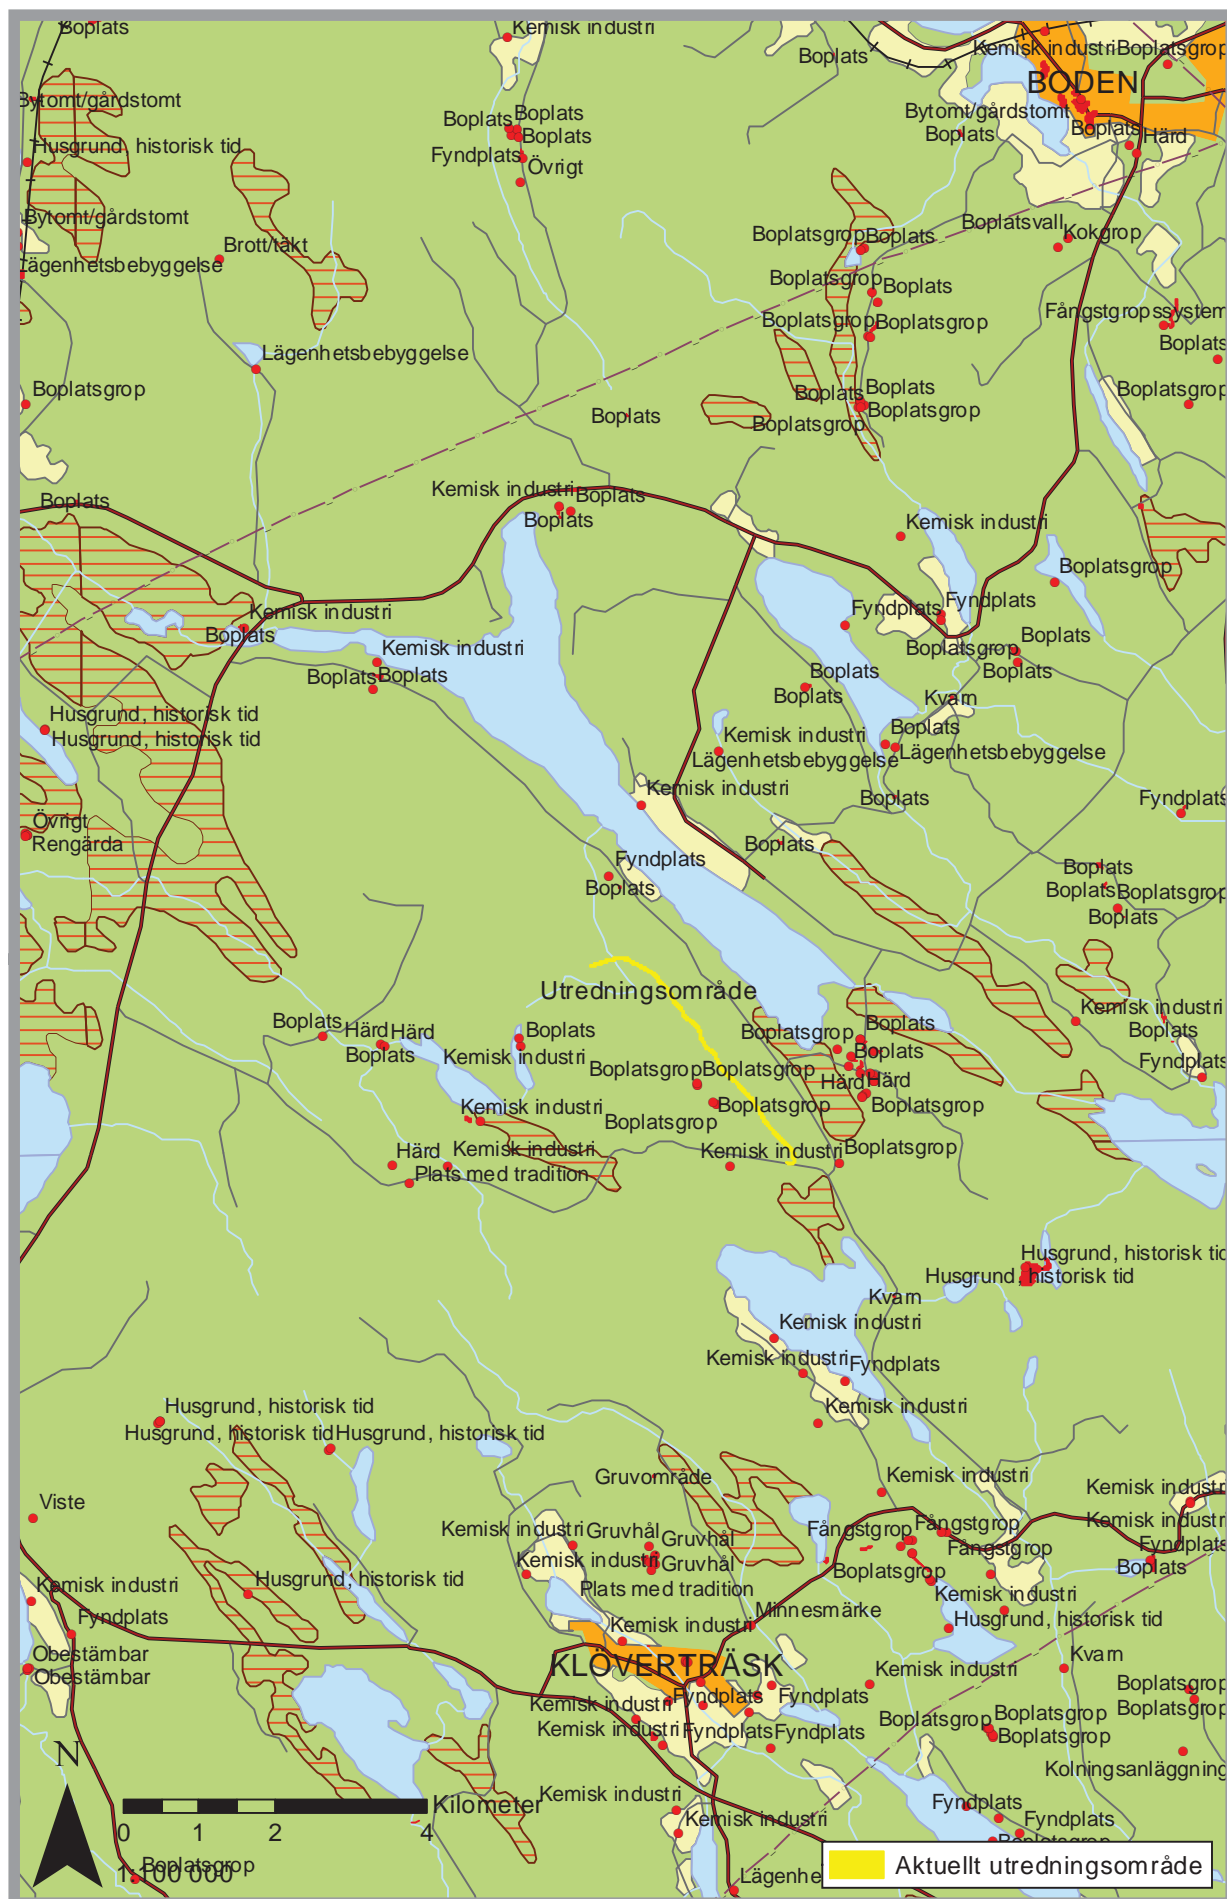 Boplats
Kemisk industri
Boplats
Kemisk industri
Boplatsgrop
BODEN
Bytomt/gårdstomt
Boplats
Boplats
Boplats
Fyndplats
Övrigt
Husgrund, historisk tid
Bytomt/gårdstomt
Boplats
Boplats
Härd
Bytomt/gårdstomt
Brott/täkt
Lägenhetsbebyggelse
Boplatsgrop
Boplats
Boplatsvall
Kokgrop
Boplatsgrop
Boplats
Boplatsgrop
Boplatsgrop
Fångstgropssystem
Boplats
Lägenhetsbebyggelse
Boplatsgrop
Boplats
Boplats
Boplats
Boplatsgrop
Boplatsgrop
Boplatsgrop
Boplats
Kemisk industri
Boplats
Boplats
Kemisk industri
Boplatsgrop
Kemisk industri
Boplats
Kemisk industri
Boplats
Boplats
Fyndplats
Fyndplats
Boplatsgrop
Boplats
Boplats
Boplats
Boplats
Kvarn
Husgrund, historisk tid
Husgrund, historisk tid
Kemisk industri
Lägenhetsbebyggelse
Boplats
Lägenhetsbebyggelse
Kemisk industri
Boplats
Fyndplats
Övrigt
Rengärda
Fyndplats
Boplats
Boplats
Boplats
Boplats
Boplatsgrop
Boplats
Utredningsområde
Boplats
Härd
Härd
Boplats
Boplats
Kemisk industri
Boplatsgrop
Boplats
Boplats
Kemisk industri
Boplats
Fyndplats
Boplatsgrop
Boplatsgrop
Härd
Härd
Boplatsgrop
Boplatsgrop
Boplatsgrop
Kemisk industri
Härd
Kemisk industri
Plats med tradition
Kemisk industri
Boplatsgrop
Husgrund, historisk tid
Husgrund, historisk tid
Kvarn
Kemisk industri
Kemisk industri
Fyndplats
Kemisk industri
Husgrund, historisk tid
Husgrund, historisk tid
Husgrund, historisk tid
Viste
Gruvområde
Kemisk industri
Kemisk industri
Kemisk industri
Gruvhål
Gruvhål
Kemisk industri
Gruvhål
Plats med tradition
Fångstgrop
Fångstgrop
Fångstgrop
Boplatsgrop
Kemisk industri
Husgrund, historisk tid
Kemisk industri
Kemisk industri
Fyndplats
Boplats
Kemisk industri
Fyndplats
Husgrund, historisk tid
Obestämbar
Obestämbar
Minnesmärke
Kemisk industri
KLÖVERTRÄSK
Kemisk industri
Fyndplats
Fyndplats
Kemisk industri
Fyndplats
Fyndplats
Kemisk industri
Kvarn
Boplatsgrop
Boplatsgrop
Boplatsgrop
Boplatsgrop
Boplatsgrop
Kolningsanläggning
Kemisk industri
Kemisk industri
Fyndplats
Fyndplats
Boplatsgrop
Lägenhe
N
Kilometer
0 1 2 4
1:100 000
Boplatsgrop
Aktuellt utredningsområde